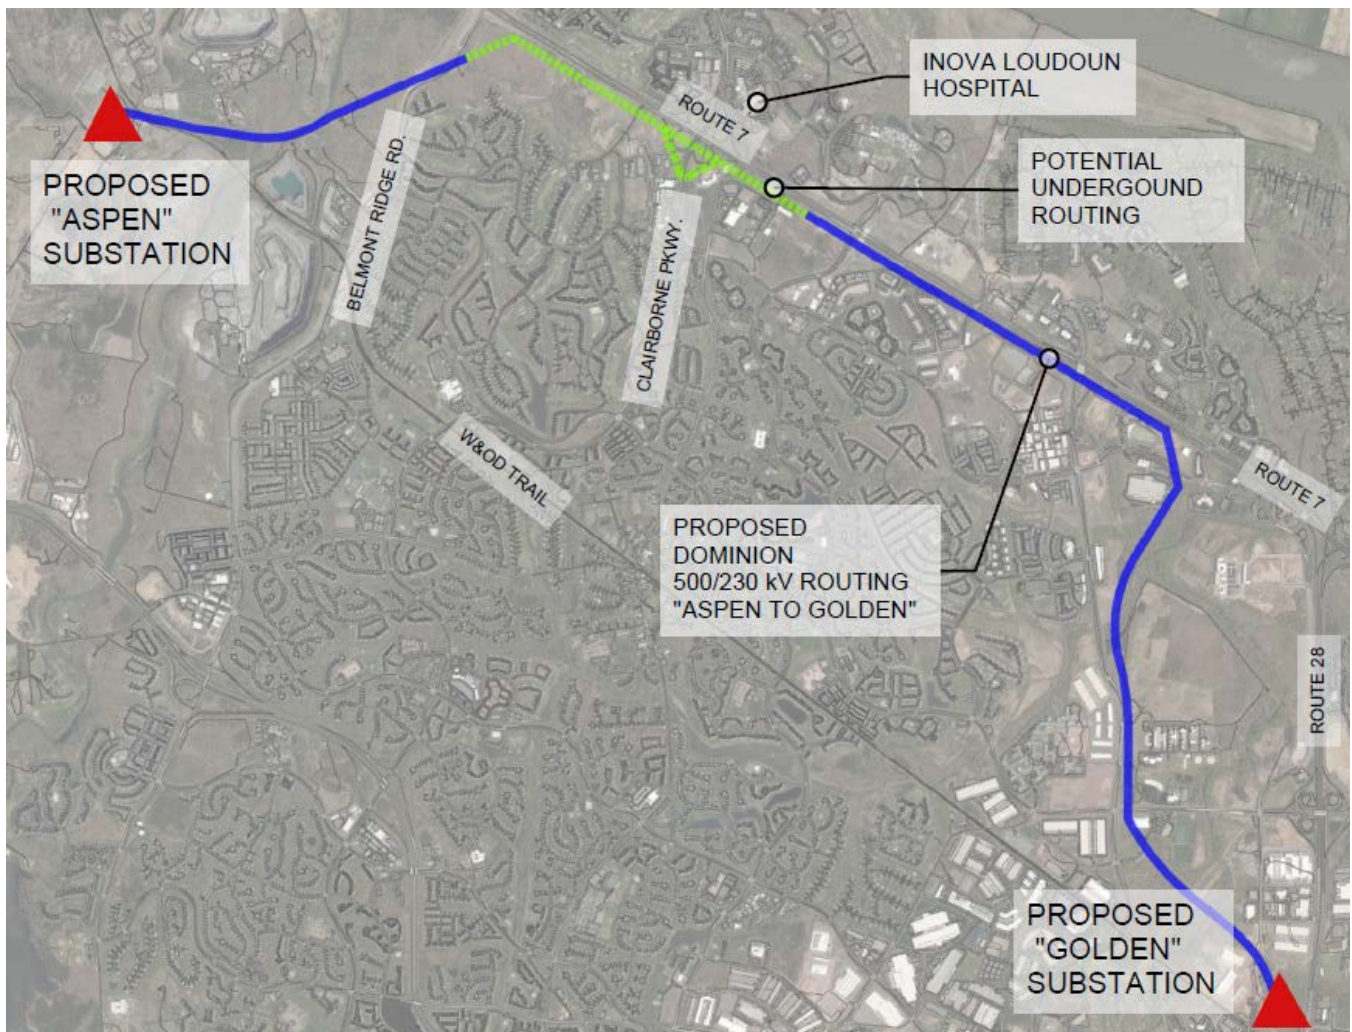 INOVA LOUDOUN
HOSPITAL
ROUTE 7
POTENTIAL
UNDERGOUND
ROUTING
PROPOSED
"ASPEN"
SUBSTATION
BELMONT RIDGE RD.
CLAIRBORNE PKWY.
W&OD TRAIL
ROUTE 7
PROPOSED
DOMINION
500/230 kV ROUTING
"ASPEN TO GOLDEN"
ROUTE 28
PROPOSED
"GOLDEN"
SUBSTATION